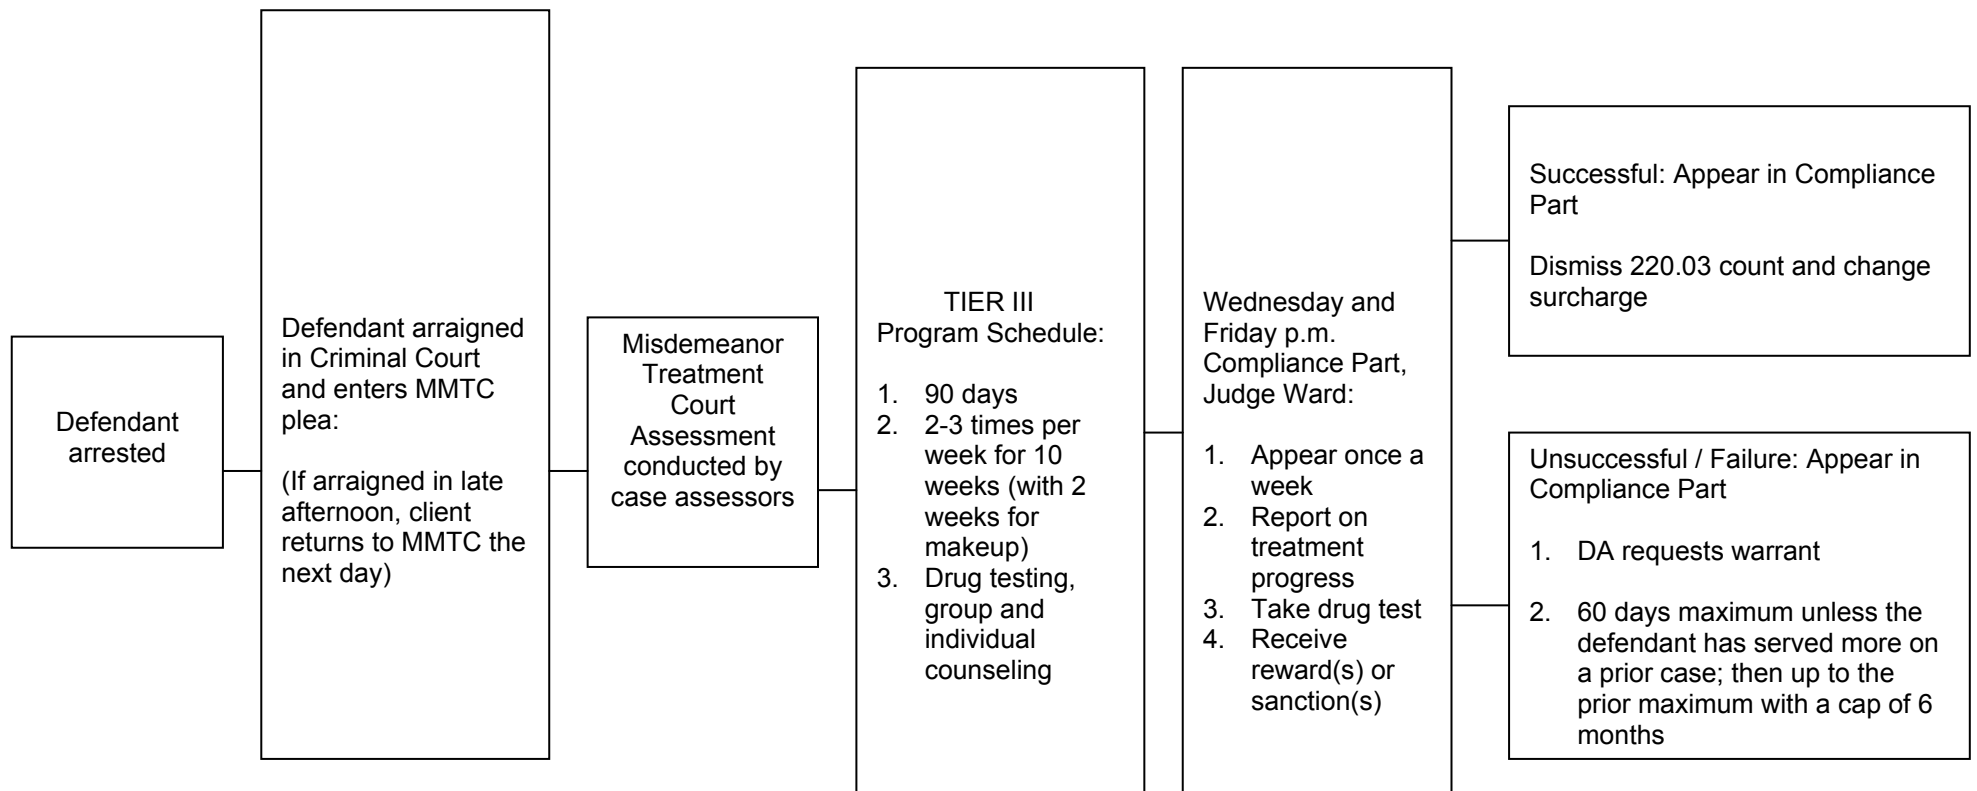 Defendant
arrested
Defendant arraigned
in Criminal Court
and enters MMTC
plea:
(If arraigned in late
afternoon, client
returns to MMTC the
next day)
Misdemeanor
Treatment
Court
Assessment
conducted by
case assessors
TIER III
Program Schedule:
1. 90 days
2. 2-3 times per
week for 10
weeks (with 2
weeks for
makeup)
3. Drug testing,
group and
individual
counseling
Wednesday and
Friday p.m.
Compliance Part,
Judge Ward:
1. Appear once a
week
2. Report on
treatment
progress
3. Take drug test
4. Receive
reward(s) or
sanction(s)
Successful: Appear in Compliance
Part
Dismiss 220.03 count and change
surcharge
Unsuccessful / Failure: Appear in
Compliance Part
1. DA requests warrant
2. 60 days maximum unless the
defendant has served more on
a prior case; then up to the
prior maximum with a cap of 6
months